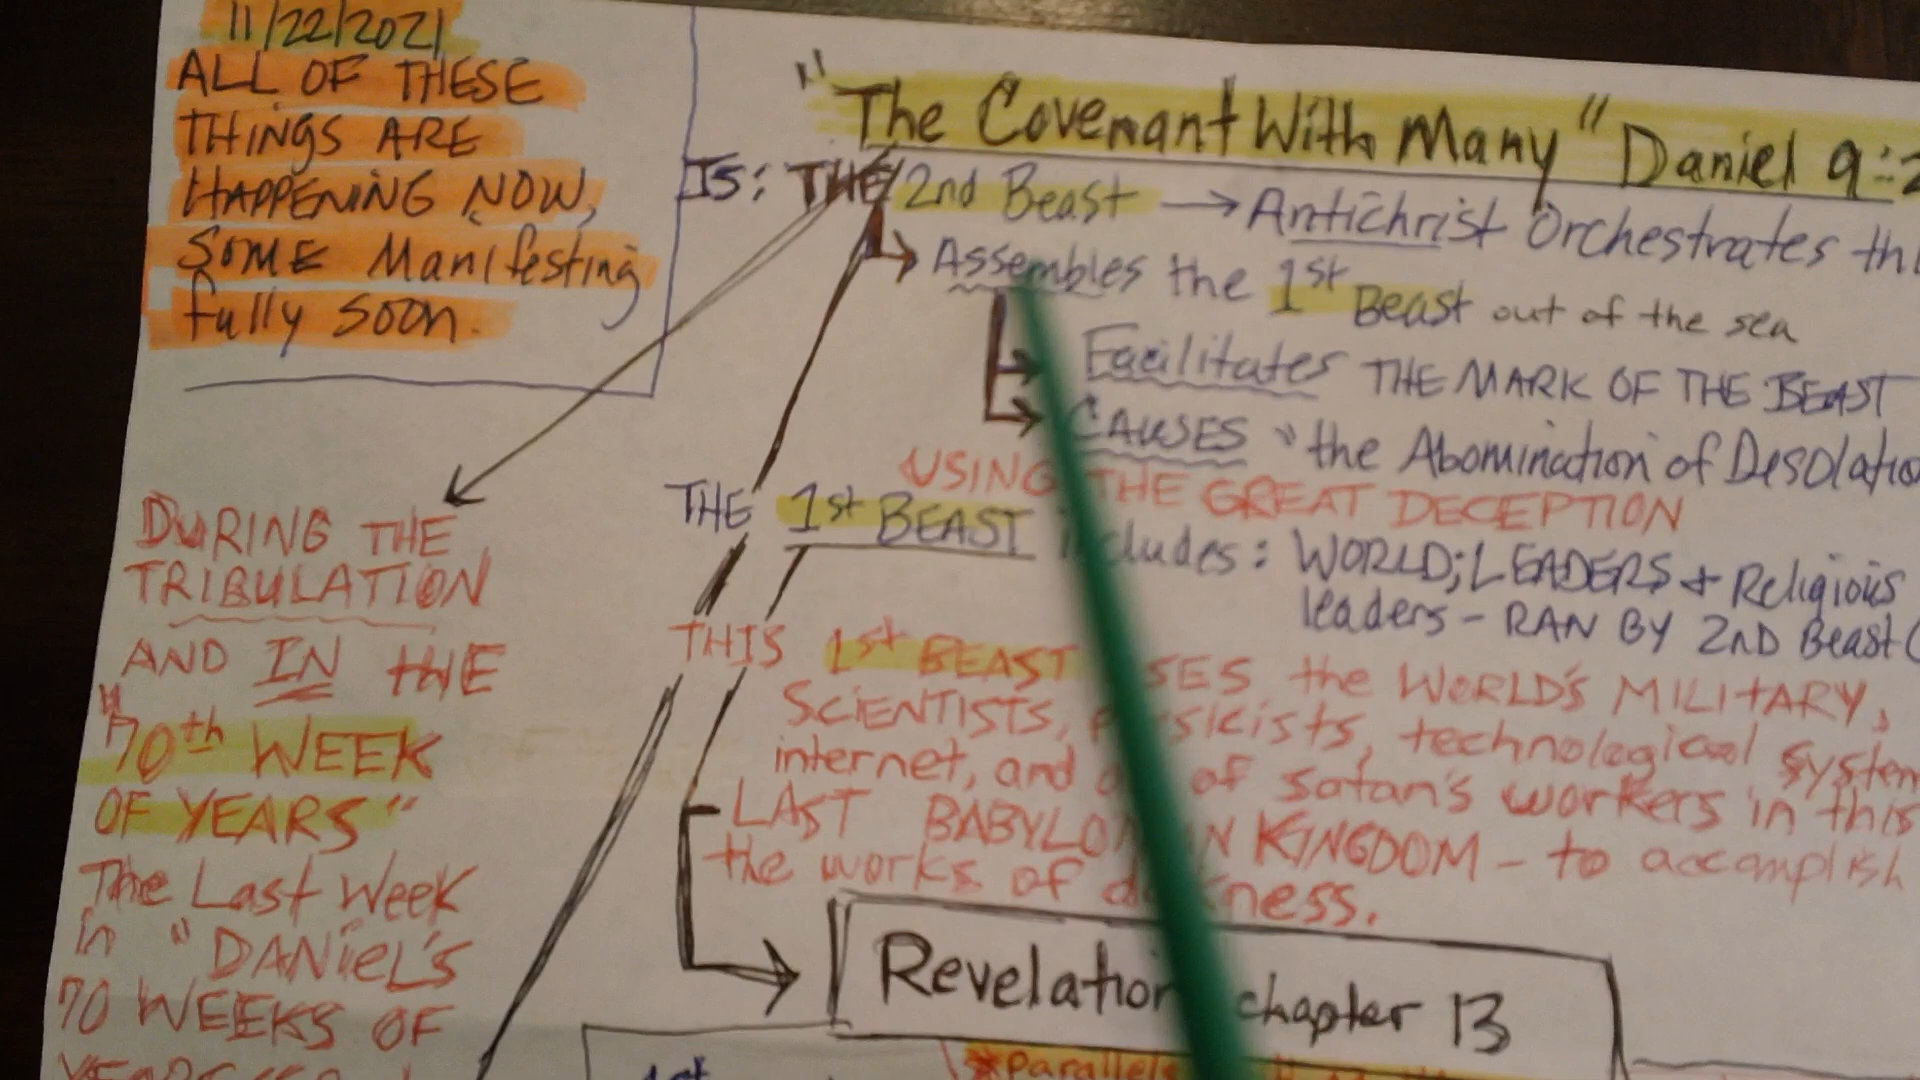 11/22/2021
ALL OF THESE
THINGS ARE
HAPPENING NOW,
SOME Manifesting
fully soon.
"The Covenant With Many" Daniel 9:2
IS: THE 2nd Beast → Antichrist Orchestrates
→ Assembles the 1st Beast out of the sea
→ Facilitates THE MARK OF THE BEAST
→ CAUSES "the Abomination of
USING THE GREAT DECEPTION
THE 1st BEAST includes: WORLD; LEADERS + Religious
leaders - RAN BY 2ND Beast (
THIS 1st BEAST the WORLD'S MILITARY,
SCIENTISTS, technological
internet, and of satan's workers in this
LAST KINGDOM - to accomplish
the works of
Revelation chapter 13
DURING THE
TRIBULATION
AND IN tHE
"70th WEEK
OF YEARS"
The Last Week
in "DANiEL'S
70 WEEKS OF
*Parallels
1st